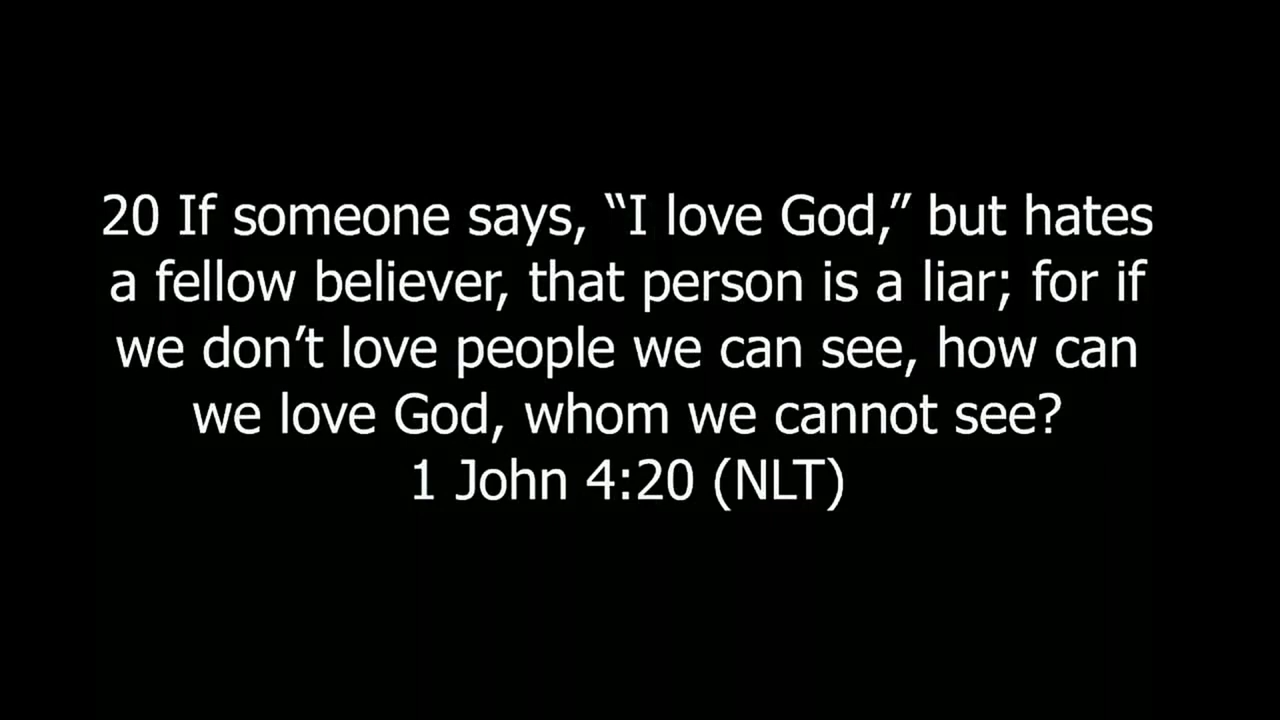 20 If someone says, “I love God,” but hates
a fellow believer, that person is a liar; for if
we don’t love people we can see, how can
we love God, whom we cannot see?
1 John 4:20 (NLT)